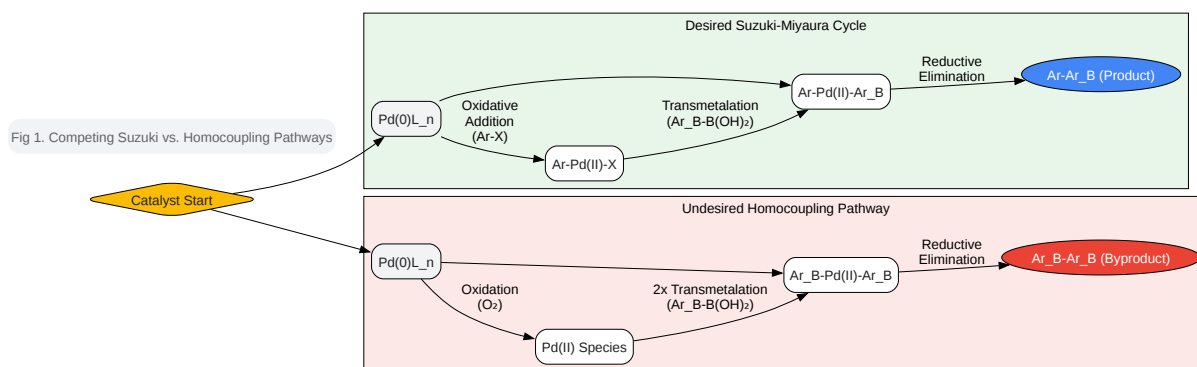 Fig 1. Competing Suzuki vs. Homocoupling Pathways
Catalyst Start
Desired Suzuki-Miyaura Cycle
Pd(0)L_n
Oxidative
Addition
(Ar-X)
Ar-Pd(II)-X
Transmetalation
(Ar_B-B(OH)₂)
Ar-Pd(II)-Ar_B
Reductive
Elimination
Ar-Ar_B (Product)
Undesired Homocoupling Pathway
Pd(0)L_n
Oxidation
(O₂)
Pd(II) Species
2x Transmetalation
(Ar_B-B(OH)₂)
Ar_B-Pd(II)-Ar_B
Reductive
Elimination
Ar_B-Ar_B (Byproduct)